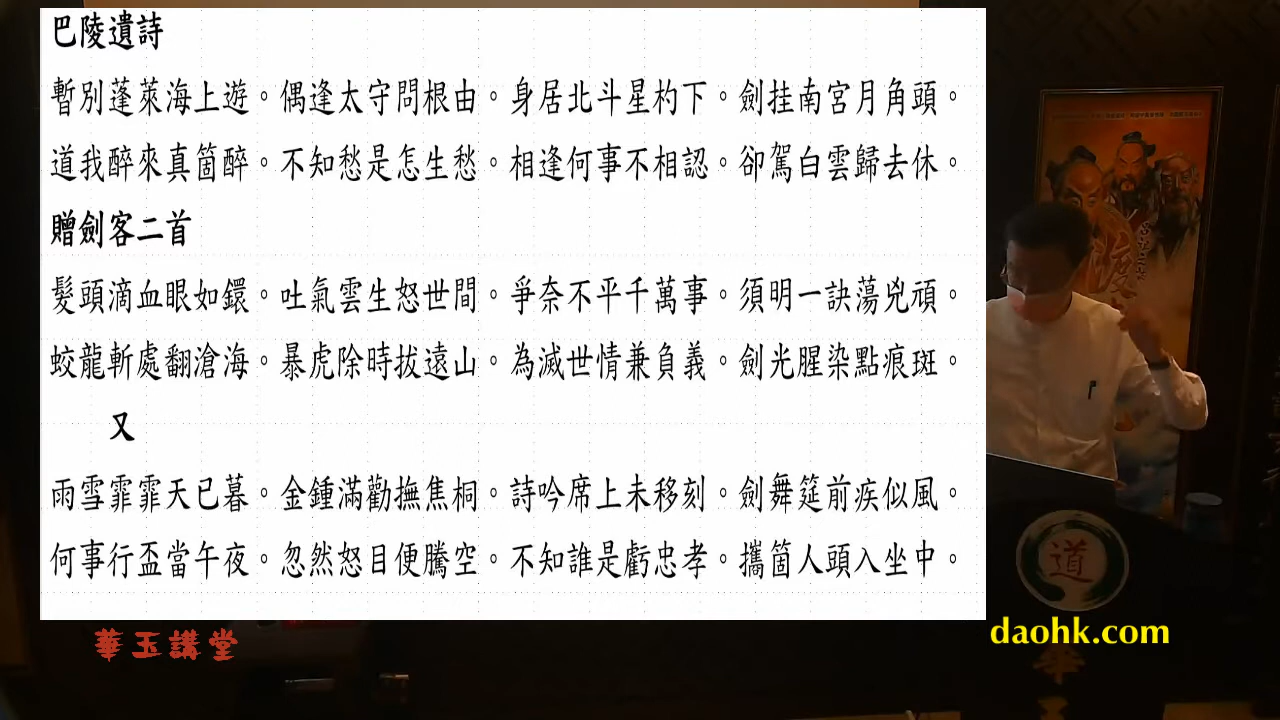 巴陵遺詩
暫別蓬萊海上遊。偶逢太守問根由。身居北斗星杓下。劍挂南宮月角頭。
道我醉來真箇醉。不知愁是怎生愁。相逢何事不相認。卻駕白雲歸去休。
贈劍客二首
髮頭滴血眼如鐶。吐氣雲生怒世間。爭奈不平千萬事。須明一訣蕩兇頑。
蛟龍斬處翻滄海。暴虎除時拔遠山。為滅世情兼負義。劍光腥染點痕斑。
又
雨雪霏霏天已暮。金鍾滿勸撫焦桐。詩吟席上未移刻。劍舞筵前疾似風。
何事行盃當午夜。忽然怒目便騰空。不知誰是虧忠孝。攜箇人頭入坐中。
渡
道
華
華玉講堂
daohk.com